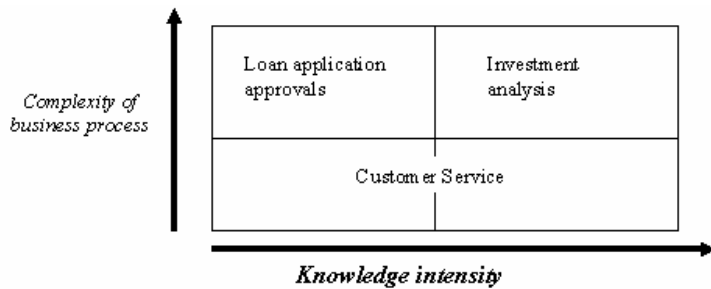 Complexity of
business process
Loan application
approvals
Investment
analysis
Customer Service
Knowledge intensity